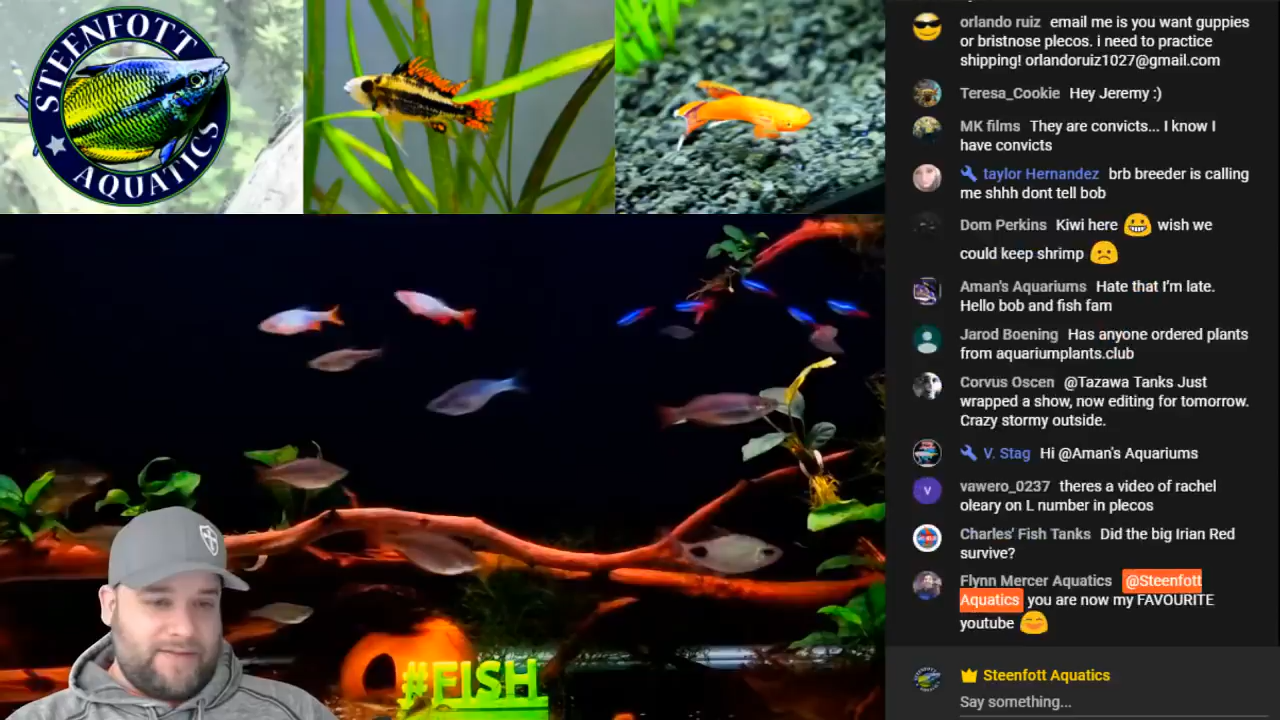 STEENFOTT
AQUATICS
#FISH
orlando ruiz email me is you want guppies
or bristnose plecos. i need to practice
shipping! orlandoruiz1027@gmail.com
Teresa_Cookie Hey Jeremy :)
MK films They are convicts... I know I
have convicts
taylor Hernandez brb breeder is calling
me shhh dont tell bob
Dom Perkins Kiwi here 😀 wish we
could keep shrimp ☹️
Aman's Aquariums Hate that I'm late.
Hello bob and fish fam
Jarod Boening Has anyone ordered plants
from aquariumplants.club
Corvus Oscen @Tazawa Tanks Just
wrapped a show, now editing for tomorrow.
Crazy stormy outside.
V. Stag Hi @Aman's Aquariums
V
vawero_0237 theres a video of rachel
oleary on L number in plecos
Charles' Fish Tanks Did the big Irian Red
survive?
Flynn Mercer Aquatics @Steenfott
Aquatics you are now my FAVOURITE
youtube 😊
Steenfott Aquatics
Say something...